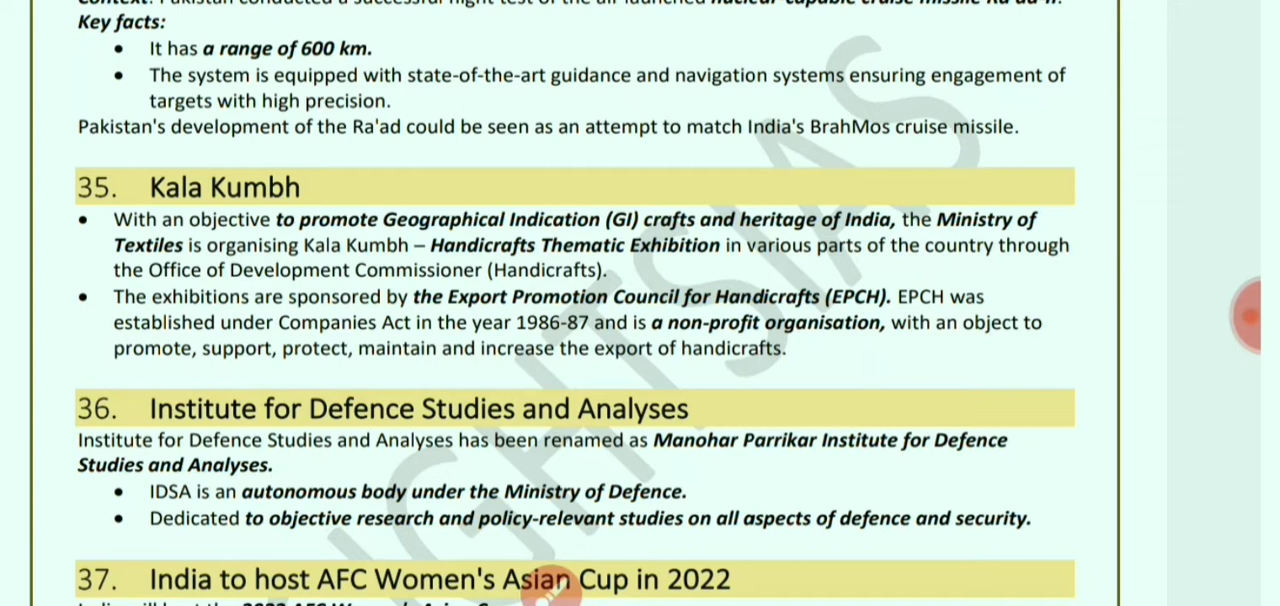 Key facts:
• It has a range of 600 km.
• The system is equipped with state-of-the-art guidance and navigation systems ensuring engagement of
targets with high precision.
Pakistan's development of the Ra'ad could be seen as an attempt to match India's BrahMos cruise missile.
35. Kala Kumbh
• With an objective to promote Geographical Indication (GI) crafts and heritage of India, the Ministry of
Textiles is organising Kala Kumbh – Handicrafts Thematic Exhibition in various parts of the country through
the Office of Development Commissioner (Handicrafts).
• The exhibitions are sponsored by the Export Promotion Council for Handicrafts (EPCH). EPCH was
established under Companies Act in the year 1986-87 and is a non-profit organisation, with an object to
promote, support, protect, maintain and increase the export of handicrafts.
36. Institute for Defence Studies and Analyses
Institute for Defence Studies and Analyses has been renamed as Manohar Parrikar Institute for Defence
Studies and Analyses.
• IDSA is an autonomous body under the Ministry of Defence.
• Dedicated to objective research and policy-relevant studies on all aspects of defence and security.
37. India to host AFC Women's Asian Cup in 2022